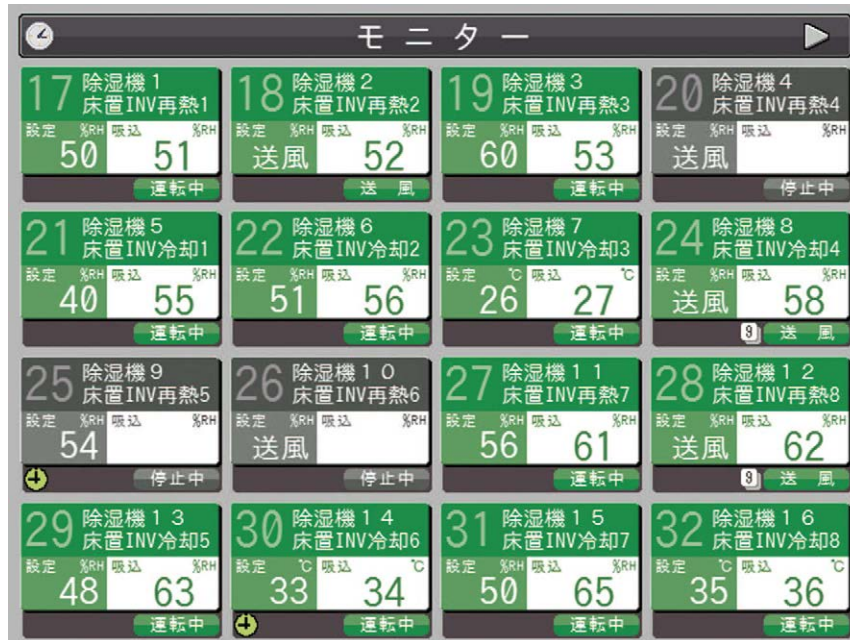 モニター
17 除湿機1
床置INV再熱1
設定 %RH 吸込 %RH
50 51
運転中
18 除湿機2
床置INV再熱2
設定 %RH 吸込 %RH
送風 52
送 風
19 除湿機3
床置INV再熱3
設定 %RH 吸込 %RH
60 53
運転中
20 除湿機4
床置INV再熱4
設定 %RH 吸込 %RH
送風
停止中
21 除湿機5
床置INV冷却1
設定 %RH 吸込 %RH
40 55
運転中
22 除湿機6
床置INV冷却2
設定 %RH 吸込 %RH
51 56
運転中
23 除湿機7
床置INV冷却3
設定 ℃ 吸込 ℃
26 27
運転中
24 除湿機8
床置INV冷却4
設定 %RH 吸込 %RH
送風 58
9 送 風
25 除湿機9
床置INV再熱5
設定 %RH 吸込 %RH
54
停止中
26 除湿機10
床置INV再熱6
設定 %RH 吸込 %RH
送風
停止中
27 除湿機11
床置INV再熱7
設定 %RH 吸込 %RH
56 61
運転中
28 除湿機12
床置INV再熱8
設定 %RH 吸込 %RH
送風 62
9 送 風
29 除湿機13
床置INV冷却5
設定 %RH 吸込 %RH
48 63
運転中
30 除湿機14
床置INV冷却6
設定 ℃ 吸込 ℃
33 34
運転中
31 除湿機15
床置INV冷却7
設定 %RH 吸込 %RH
50 65
運転中
32 除湿機16
床置INV冷却8
設定 ℃ 吸込 ℃
35 36
運転中